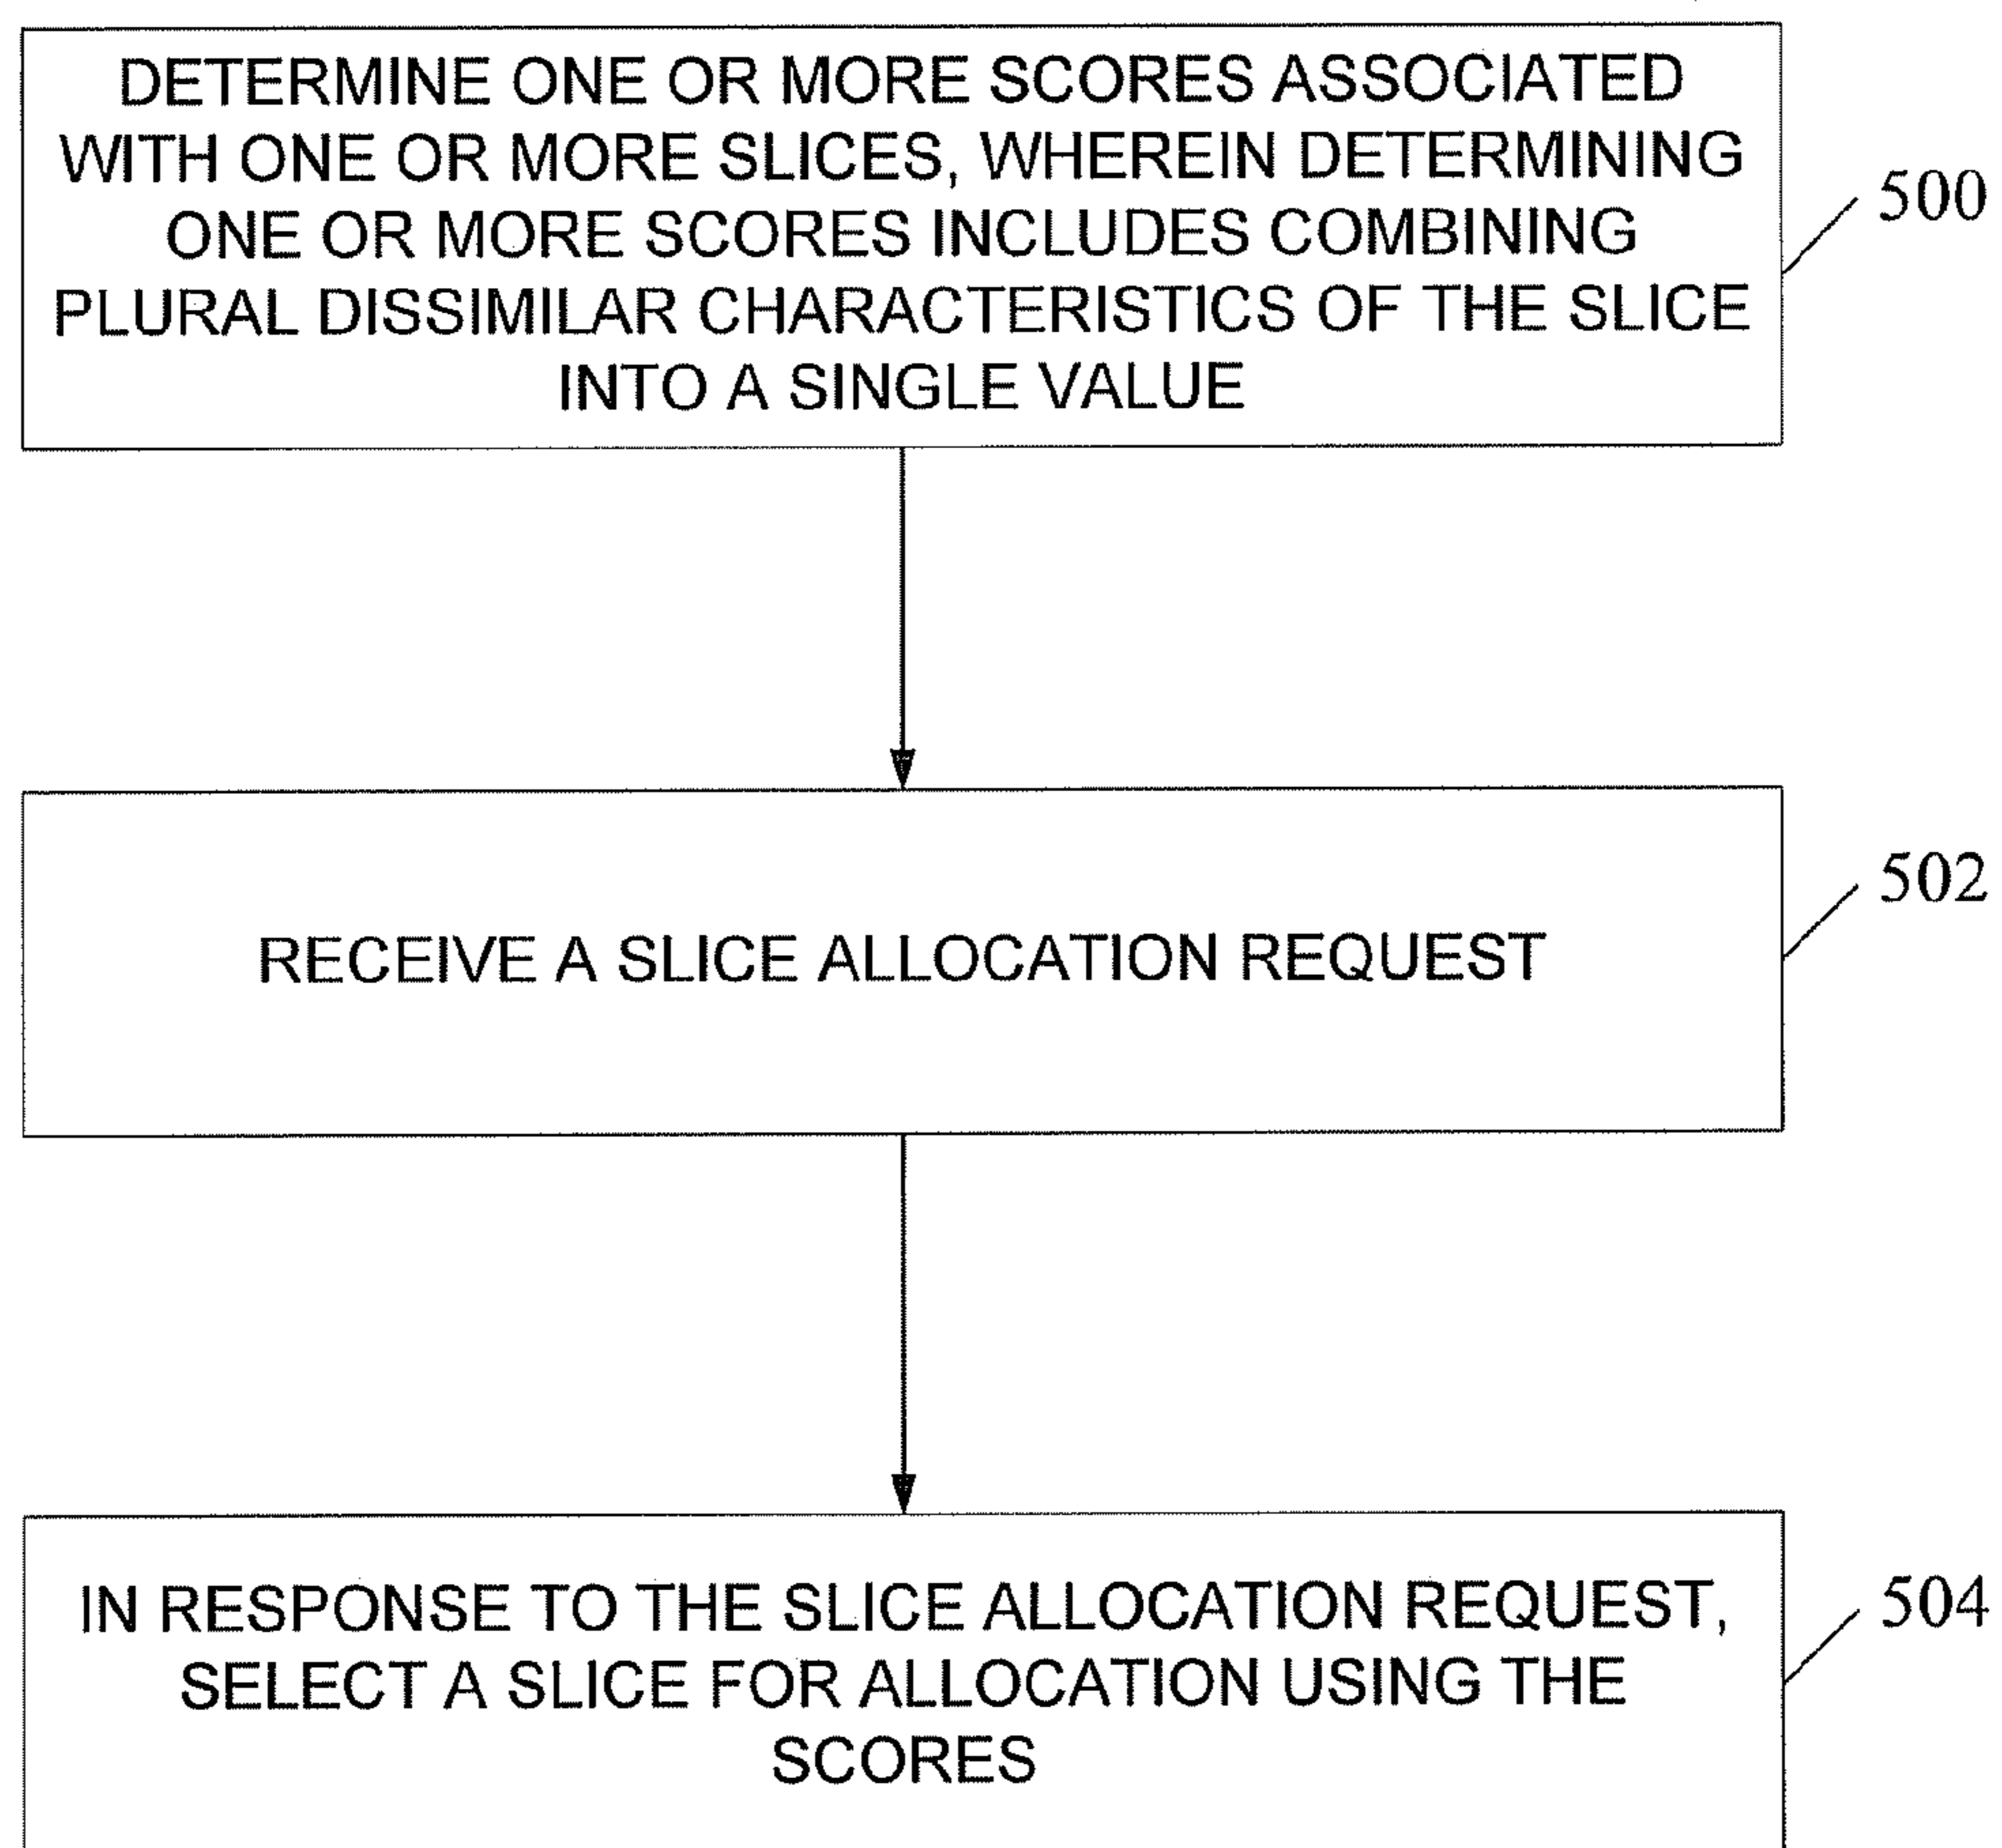 DETERMINE ONE OR MORE SCORES ASSOCIATED
WITH ONE OR MORE SLICES, WHEREIN DETERMINING
ONE OR MORE SCORES INCLUDES COMBINING
PLURAL DISSIMILAR CHARACTERISTICS OF THE SLICE
INTO A SINGLE VALUE
500
RECEIVE A SLICE ALLOCATION REQUEST
502
IN RESPONSE TO THE SLICE ALLOCATION REQUEST,
SELECT A SLICE FOR ALLOCATION USING THE
SCORES
504